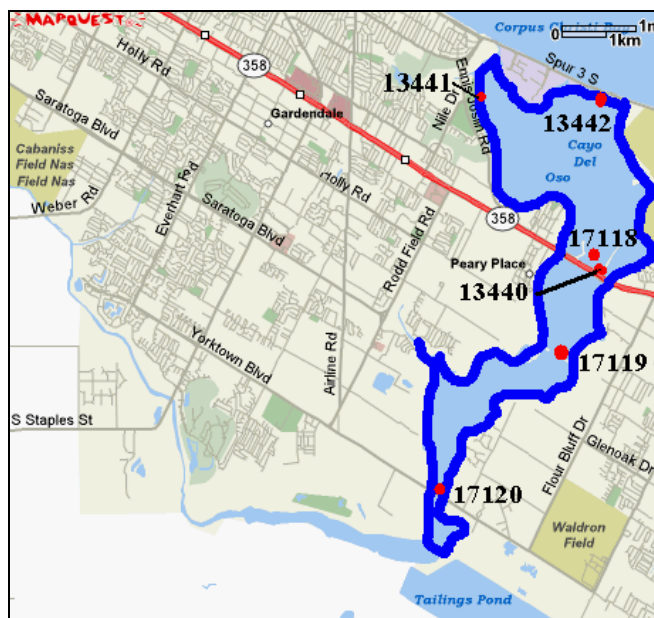 MAPQUEST
Corpus Christi Bay
0 1m
1km
Holly Rd
358
Spur 3 S
13441
Ennis Joslin Rd
Nile Dr
13442
Saratoga Blvd
Gardendale
Cayo
Del
Oso
Cabaniss
Field Nas
Field Nas
Weber Rd
Everhart Rd
Holly Rd
Saratoga Blvd
Rodd Field Rd
358
17118
Peary Place
13440
Yorktown Blvd
Airline Rd
17119
S Staples St
Flour Bluff Dr
Glenoak Dr
17120
Waldron
Field
Tailings Pond